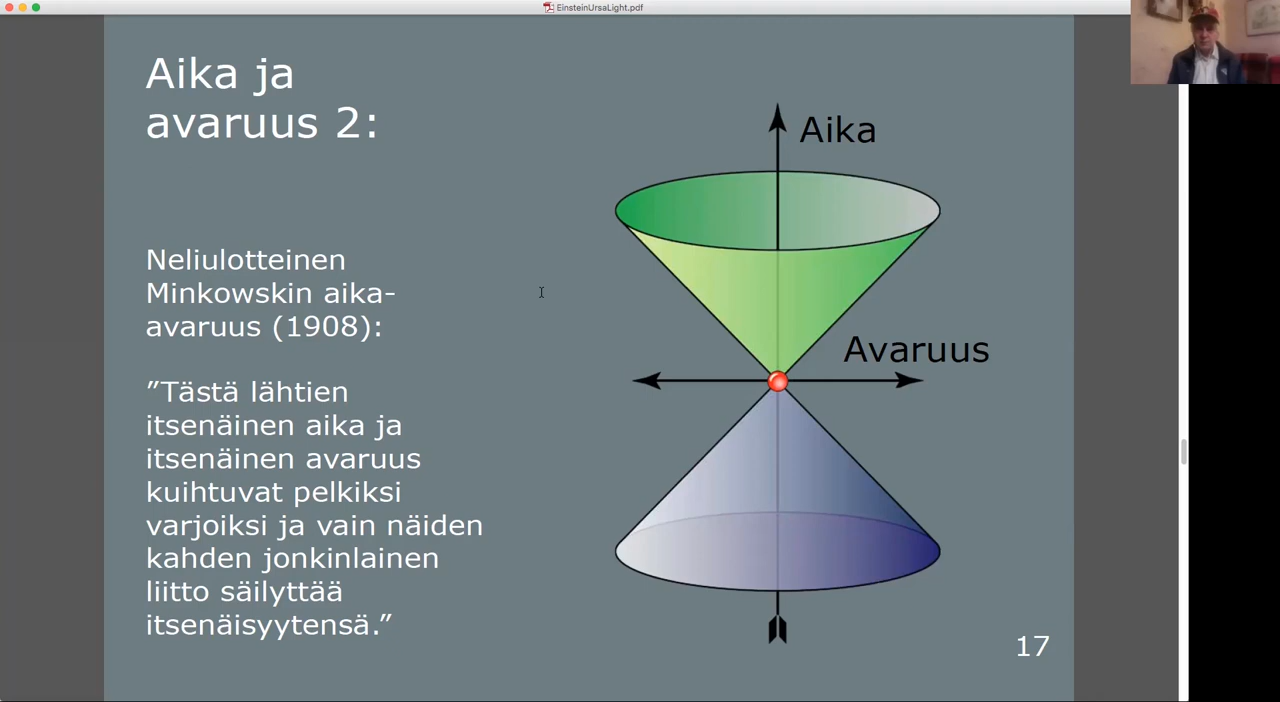 EinsteinUrsaLight.pdf
Aika ja
avaruus 2:
Neliulotteinen
Minkowskin aika-
avaruus (1908):
”Tästä lähtien
itsenäinen aika ja
itsenäinen avaruus
kuihtuvat pelkiksi
varjoiksi ja vain näiden
kahden jonkinlainen
liitto säilyttää
itsenäisyytensä.”
Aika
Avaruus
17